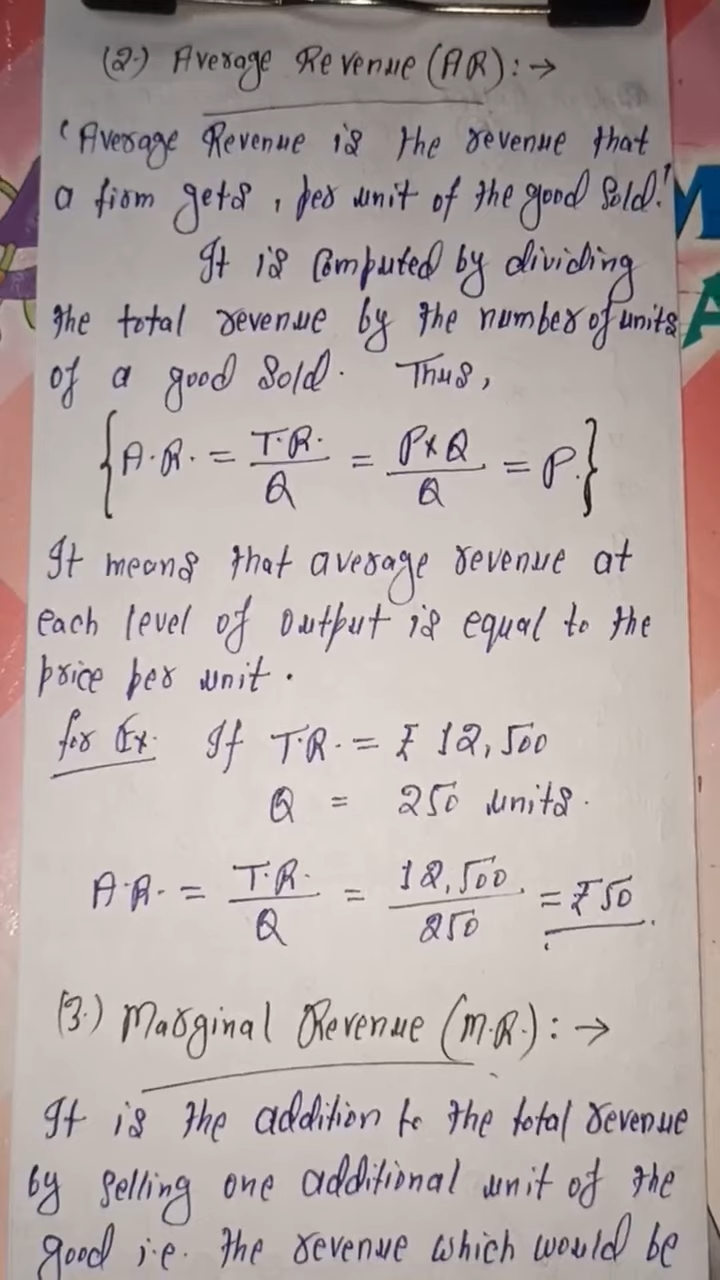 (2.) Average Revenue (AR) : →
'Average Revenue is the revenue that
a firm gets, per unit of the good sold.'
It is computed by dividing
the total revenue by the number of units
of a good sold. Thus,
{A.R. = T.R./Q = P×Q/Q = P.}
It means that average revenue at
each level of output is equal to the
price per unit.
for Ex. If T.R. = ₹ 12,500
Q = 250 units.
A.R. = T.R./Q = 12,500/250 = ₹50.
(3.) Marginal Revenue (M.R.) : →
It is the addition to the total revenue
by selling one additional unit of the
good i.e. the revenue which would be
M
A